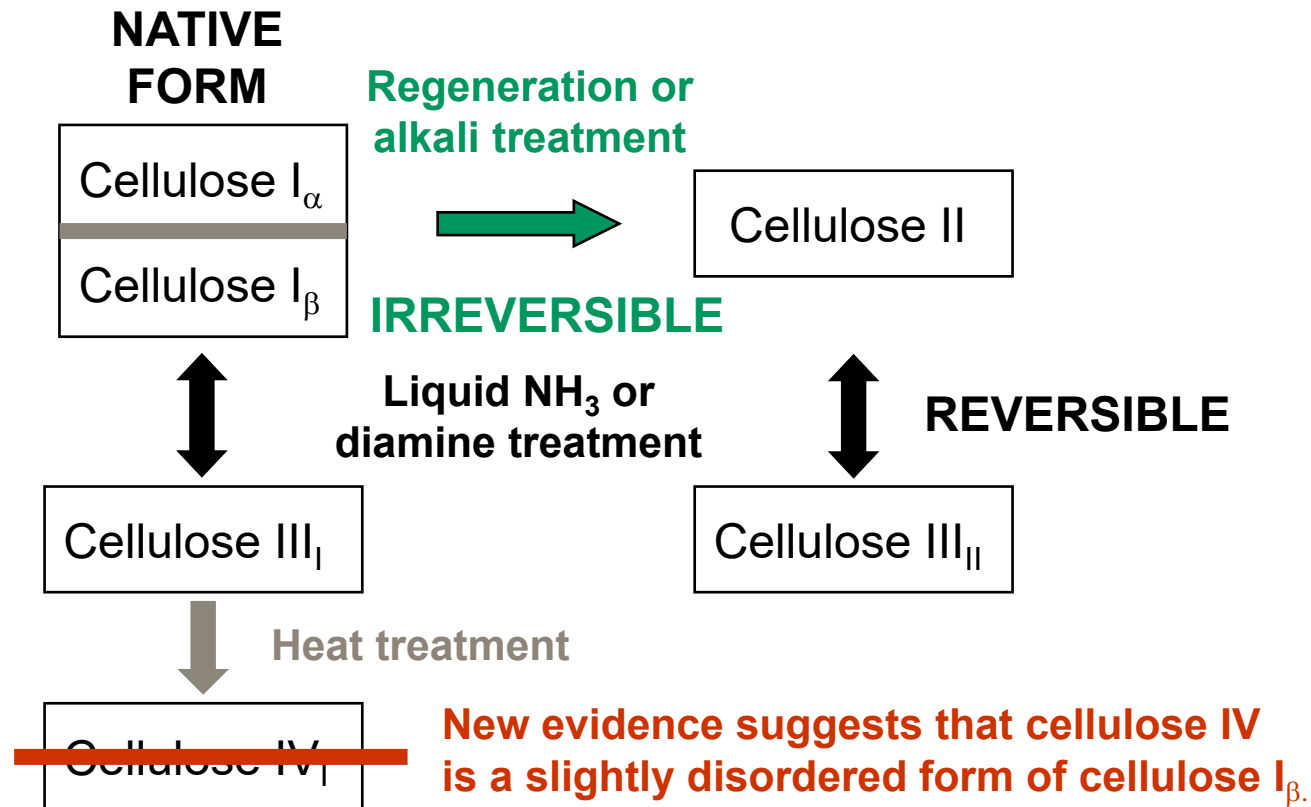 NATIVE
FORM
Regeneration or
alkali treatment
Cellulose Iα
Cellulose Iβ
Cellulose II
IRREVERSIBLE
Liquid NH₃ or
diamine treatment
REVERSIBLE
Cellulose IIII
Cellulose IIIII
Heat treatment
Cellulose IVI
New evidence suggests that cellulose IV
is a slightly disordered form of cellulose Iβ.